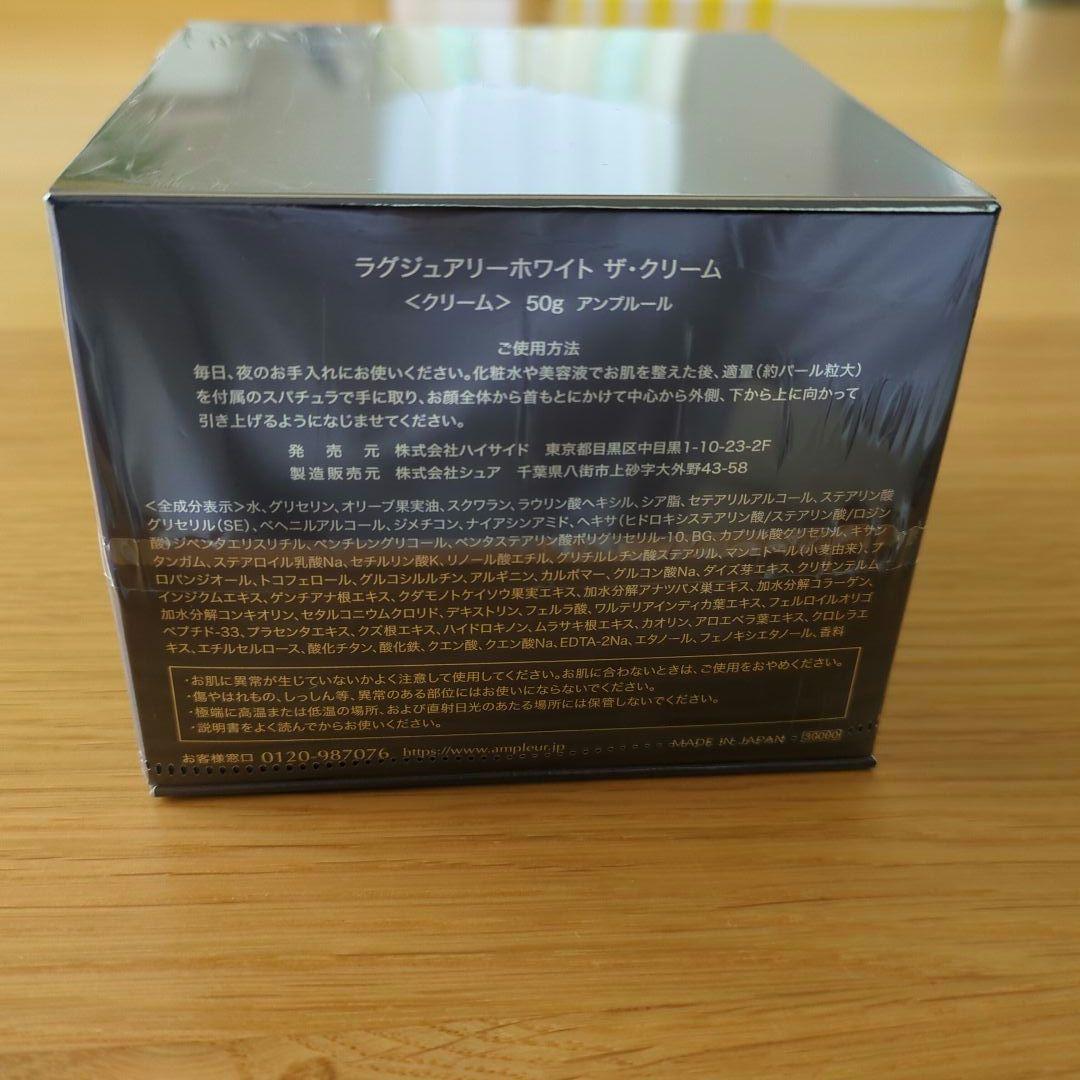 ラグジュアリーホワイト ザ・クリーム
＜クリーム＞ 50g アンプルール
ご使用方法
毎日、夜のお手入れにお使いください。化粧水や美容液でお肌を整えた後、適量（約パール粒大）
を付属のスパチュラで手に取り、お顔全体から首もとにかけて中心から外側、下から上に向かって
引き上げるようになじませてください。
発売元 株式会社ハイサイド 東京都目黒区中目黒1-10-23-2F
製造販売元 株式会社シュア 千葉県八街市上砂字大外野43-58
＜全成分表示＞水、グリセリン、オリーブ果実油、スクワラン、ラウリン酸ヘキシル、シア脂、セテアリルアルコール、ステアリン酸
グリセリル（SE）、ベヘニルアルコール、ジメチコン、ナイアシンアミド、ヘキサ（ヒドロキシステアリン酸/ステアリン酸/ロジン
酸）ジペンタエリスリチル、ペンチレングリコール、ペンタステアリン酸ポリグリセリル-10、BG、カプリル酸グリセリル、キサン
タンガム、ステアロイル乳酸Na、セチルリン酸K、リノール酸エチル、グリチルレチン酸ステアリル、マンニトール（小麦由来）、プ
ロパンジオール、トコフェロール、グルコシルルチン、アルギニン、カルボマー、グルコン酸Na、ダイズ芽エキス、クリサンテルム
インジクムエキス、ゲンチアナ根エキス、クダモノトケイソウ果実エキス、加水分解アナツバメ巣エキス、加水分解コラーゲン、
加水分解コンキオリン、セタルコニウムクロリド、デキストリン、フェルラ酸、ワルテリアインディカ葉エキス、フェルロイルオリゴ
ペプチド-33、プラセンタエキス、クズ根エキス、ハイドロキノン、ムラサキ根エキス、カオリン、アロエベラ葉エキス、クロレラエ
キス、エチルセルロース、酸化チタン、酸化鉄、クエン酸、クエン酸Na、EDTA-2Na、エタノール、フェノキシエタノール、香料
・お肌に異常が生じていないかよく注意して使用してください。お肌に合わないときは、ご使用をおやめください。
・傷やはれもの、しっしん等、異常のある部位にはお使いにならないでください。
・極端に高温または低温の場所、および直射日光のあたる場所には保管しないでください。
・説明書をよく読んでからお使いください。
お客様窓口 0120-987076 https://www.ampleur.jp MADE IN JAPAN 30000